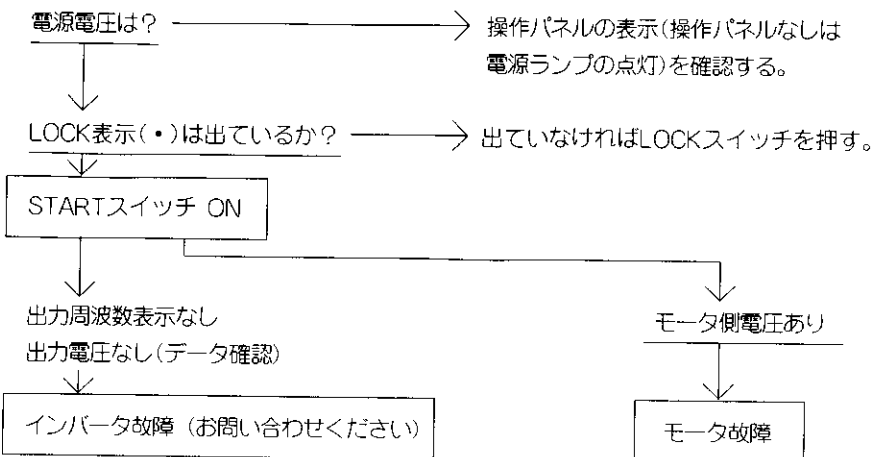 電源電圧は？
操作パネルの表示（操作パネルなしは
電源ランプの点灯）を確認する。
LOCK表示（・）は出ているか？
出ていなければLOCKスイッチを押す。
STARTスイッチ ON
出力周波数表示なし
出力電圧なし（データ確認）
モータ側電圧あり
インバータ故障（お問い合わせください）
モータ故障